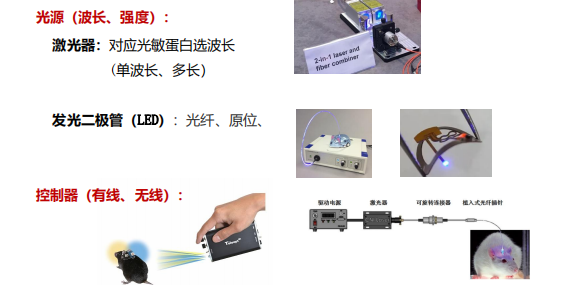 光源（波长、强度）：
激光器：对应光敏蛋白选波长
（单波长、多长）
2-in-1 laser and
fiber combiner
发光二极管（LED）：光纤、原位、
控制器（有线、无线）：
驱动电源 激光器 可旋转连接器 植入式光纤插针